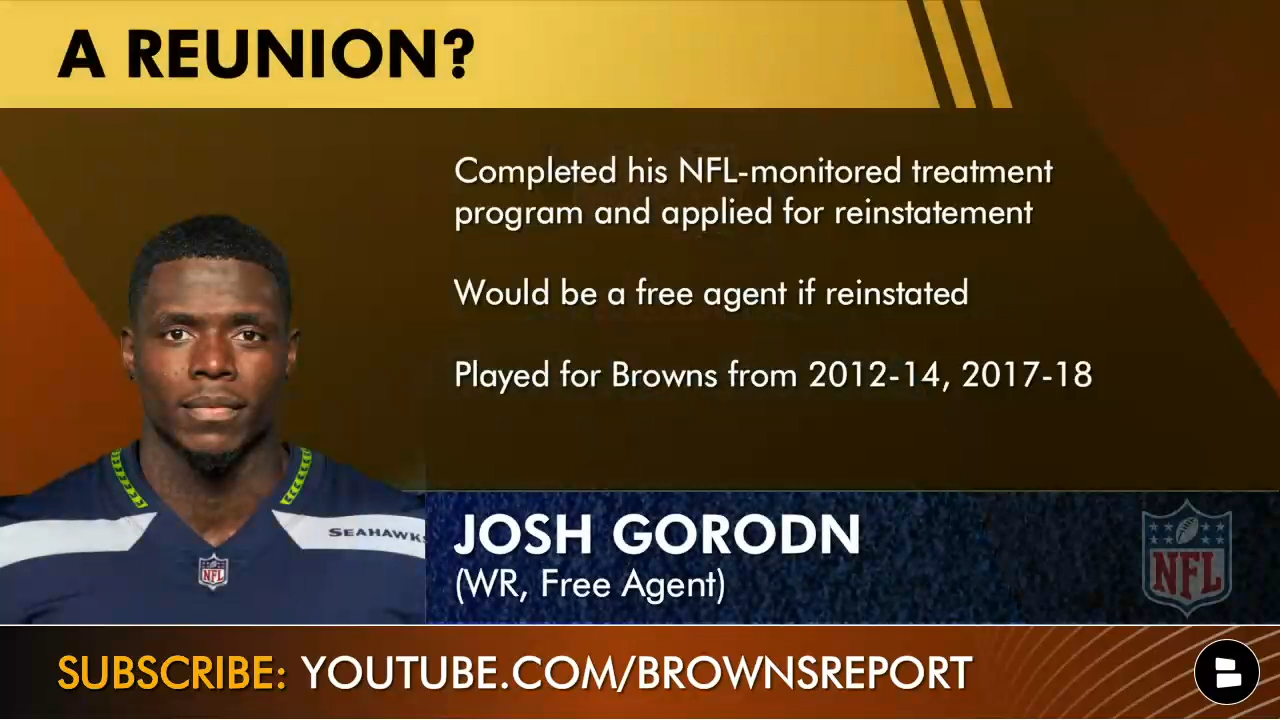 A REUNION?
Completed his NFL-monitored treatment
program and applied for reinstatement
Would be a free agent if reinstated
Played for Browns from 2012-14, 2017-18
SEAHAWKS
NFL
JOSH GORODN
(WR, Free Agent)
NFL
SUBSCRIBE: YOUTUBE.COM/BROWNSREPORT